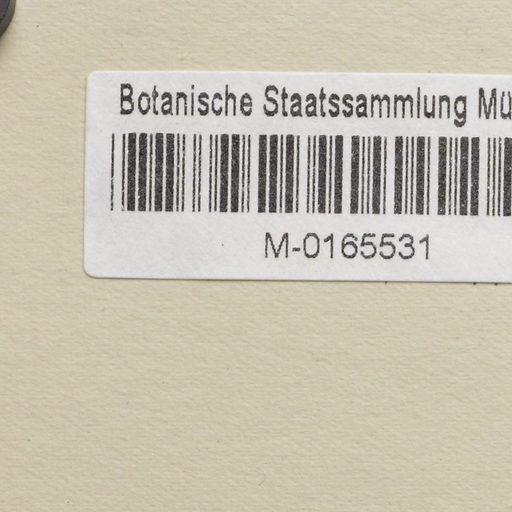 Botanische Staatssammlung Mü
M-0165531